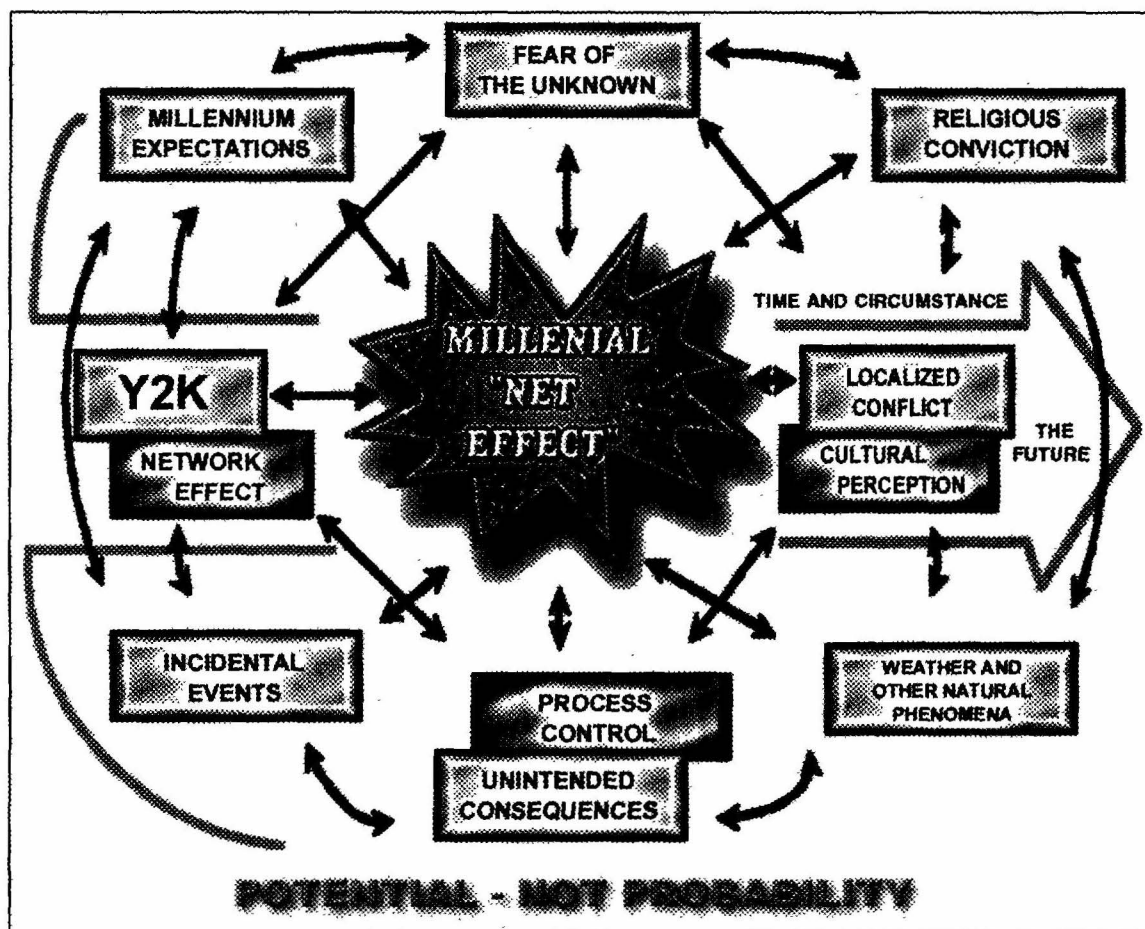 FEAR OF
THE UNKNOWN
MILLENNIUM
EXPECTATIONS
RELIGIOUS
CONVICTION
TIME AND CIRCUMSTANCE
MILLENIAL
"NET
EFFECT"
Y2K
NETWORK
EFFECT
LOCALIZED
CONFLICT
CULTURAL
PERCEPTION
THE
FUTURE
INCIDENTAL
EVENTS
PROCESS
CONTROL
UNINTENDED
CONSEQUENCES
WEATHER AND
OTHER NATURAL
PHENOMENA
POTENTIAL - NOT PROBABILITY